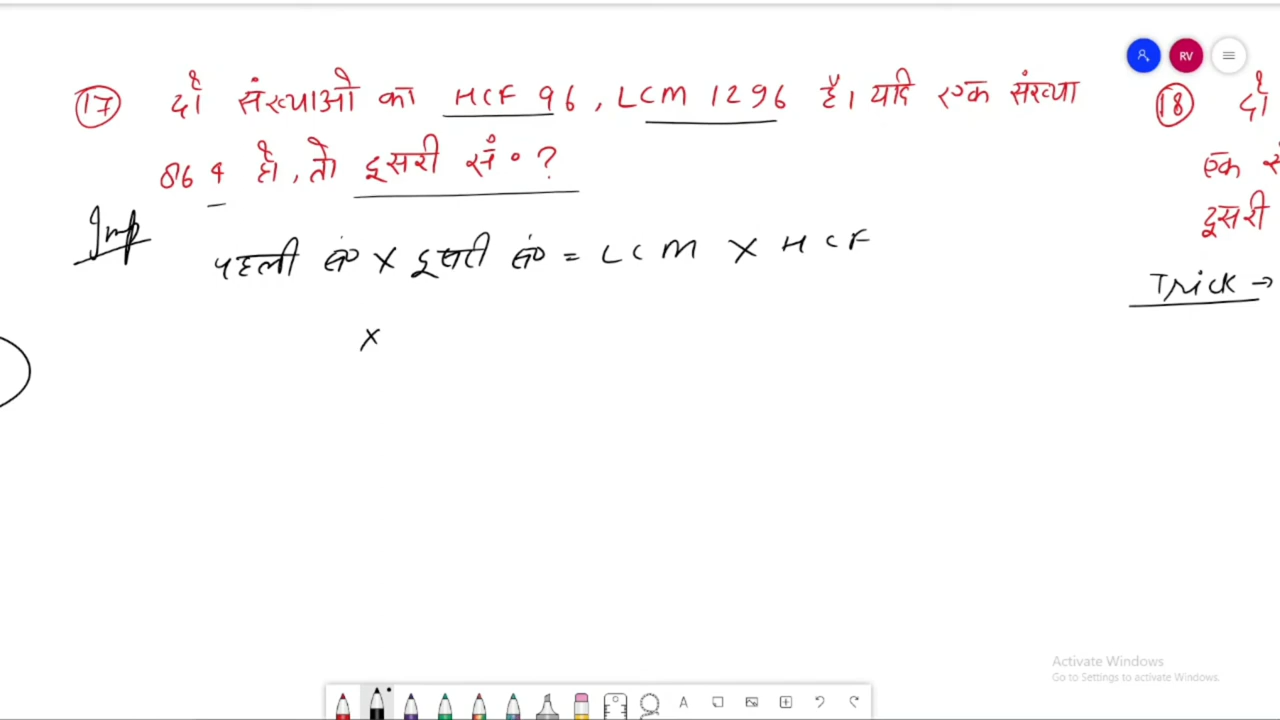 RV
(17) दो संख्याओ का HCF 96, LCM 1296 है। यदि एक संख्या
864 हो, तो दूसरी सं०?
Imp
पहली सं० X दूसरी सं० = LCM X HCF
X
(18) दो
एक सं
दूसरी
Trick →
A
Activate Windows
Go to Settings to activate Windows.